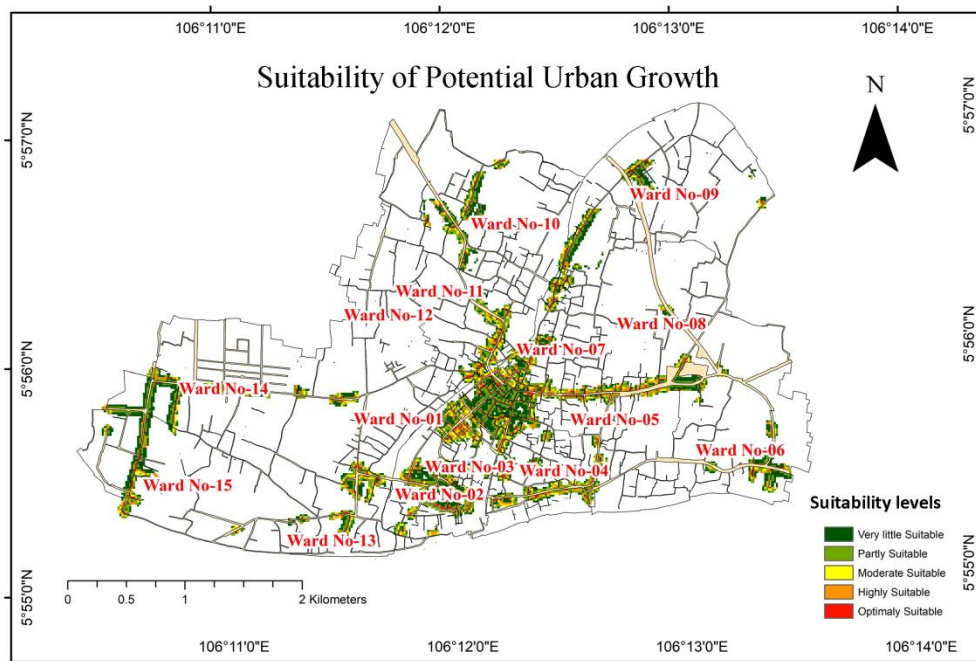 106°11'0"E 106°12'0"E 106°13'0"E 106°14'0"E
Suitability of Potential Urban Growth
N
5°57'0"N 5°57'0"N
Ward No-09
Ward No-10
Ward No-11
Ward No-12
Ward No-08
Ward No-07
5°56'0"N 5°56'0"N
Ward No-14
Ward No-01
Ward No-05
Ward No-06
Ward No-03
Ward No-04
Ward No-15
Ward No-02
Ward No-13
Suitability levels
Very little Suitable
Partly Suitable
Moderate Suitable
Highly Suitable
Optimaly Suitable
5°55'0"N 5°55'0"N
0 0.5 1 2 Kilometers
106°11'0"E 106°12'0"E 106°13'0"E 106°14'0"E